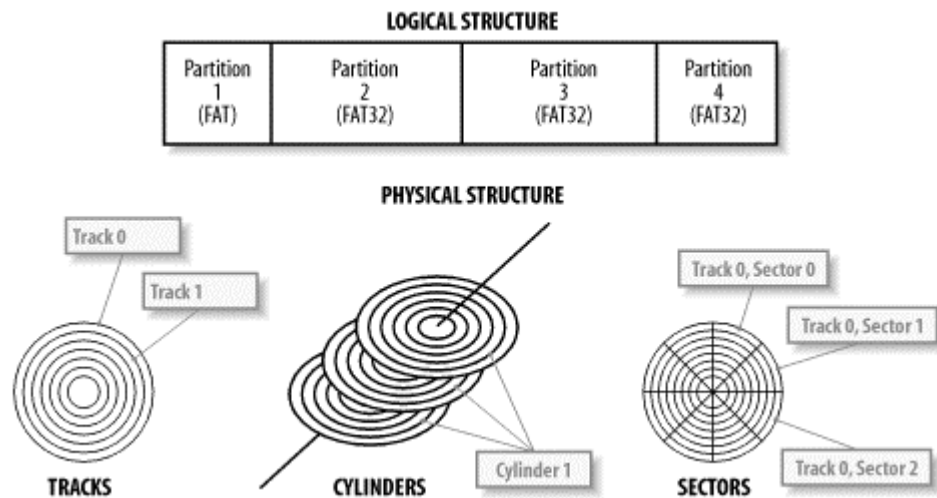 LOGICAL STRUCTURE
Partition
1
(FAT)
Partition
2
(FAT32)
Partition
3
(FAT32)
Partition
4
(FAT32)
PHYSICAL STRUCTURE
Track 0
Track 1
TRACKS
Cylinder 1
CYLINDERS
Track 0, Sector 0
Track 0, Sector 1
Track 0, Sector 2
SECTORS